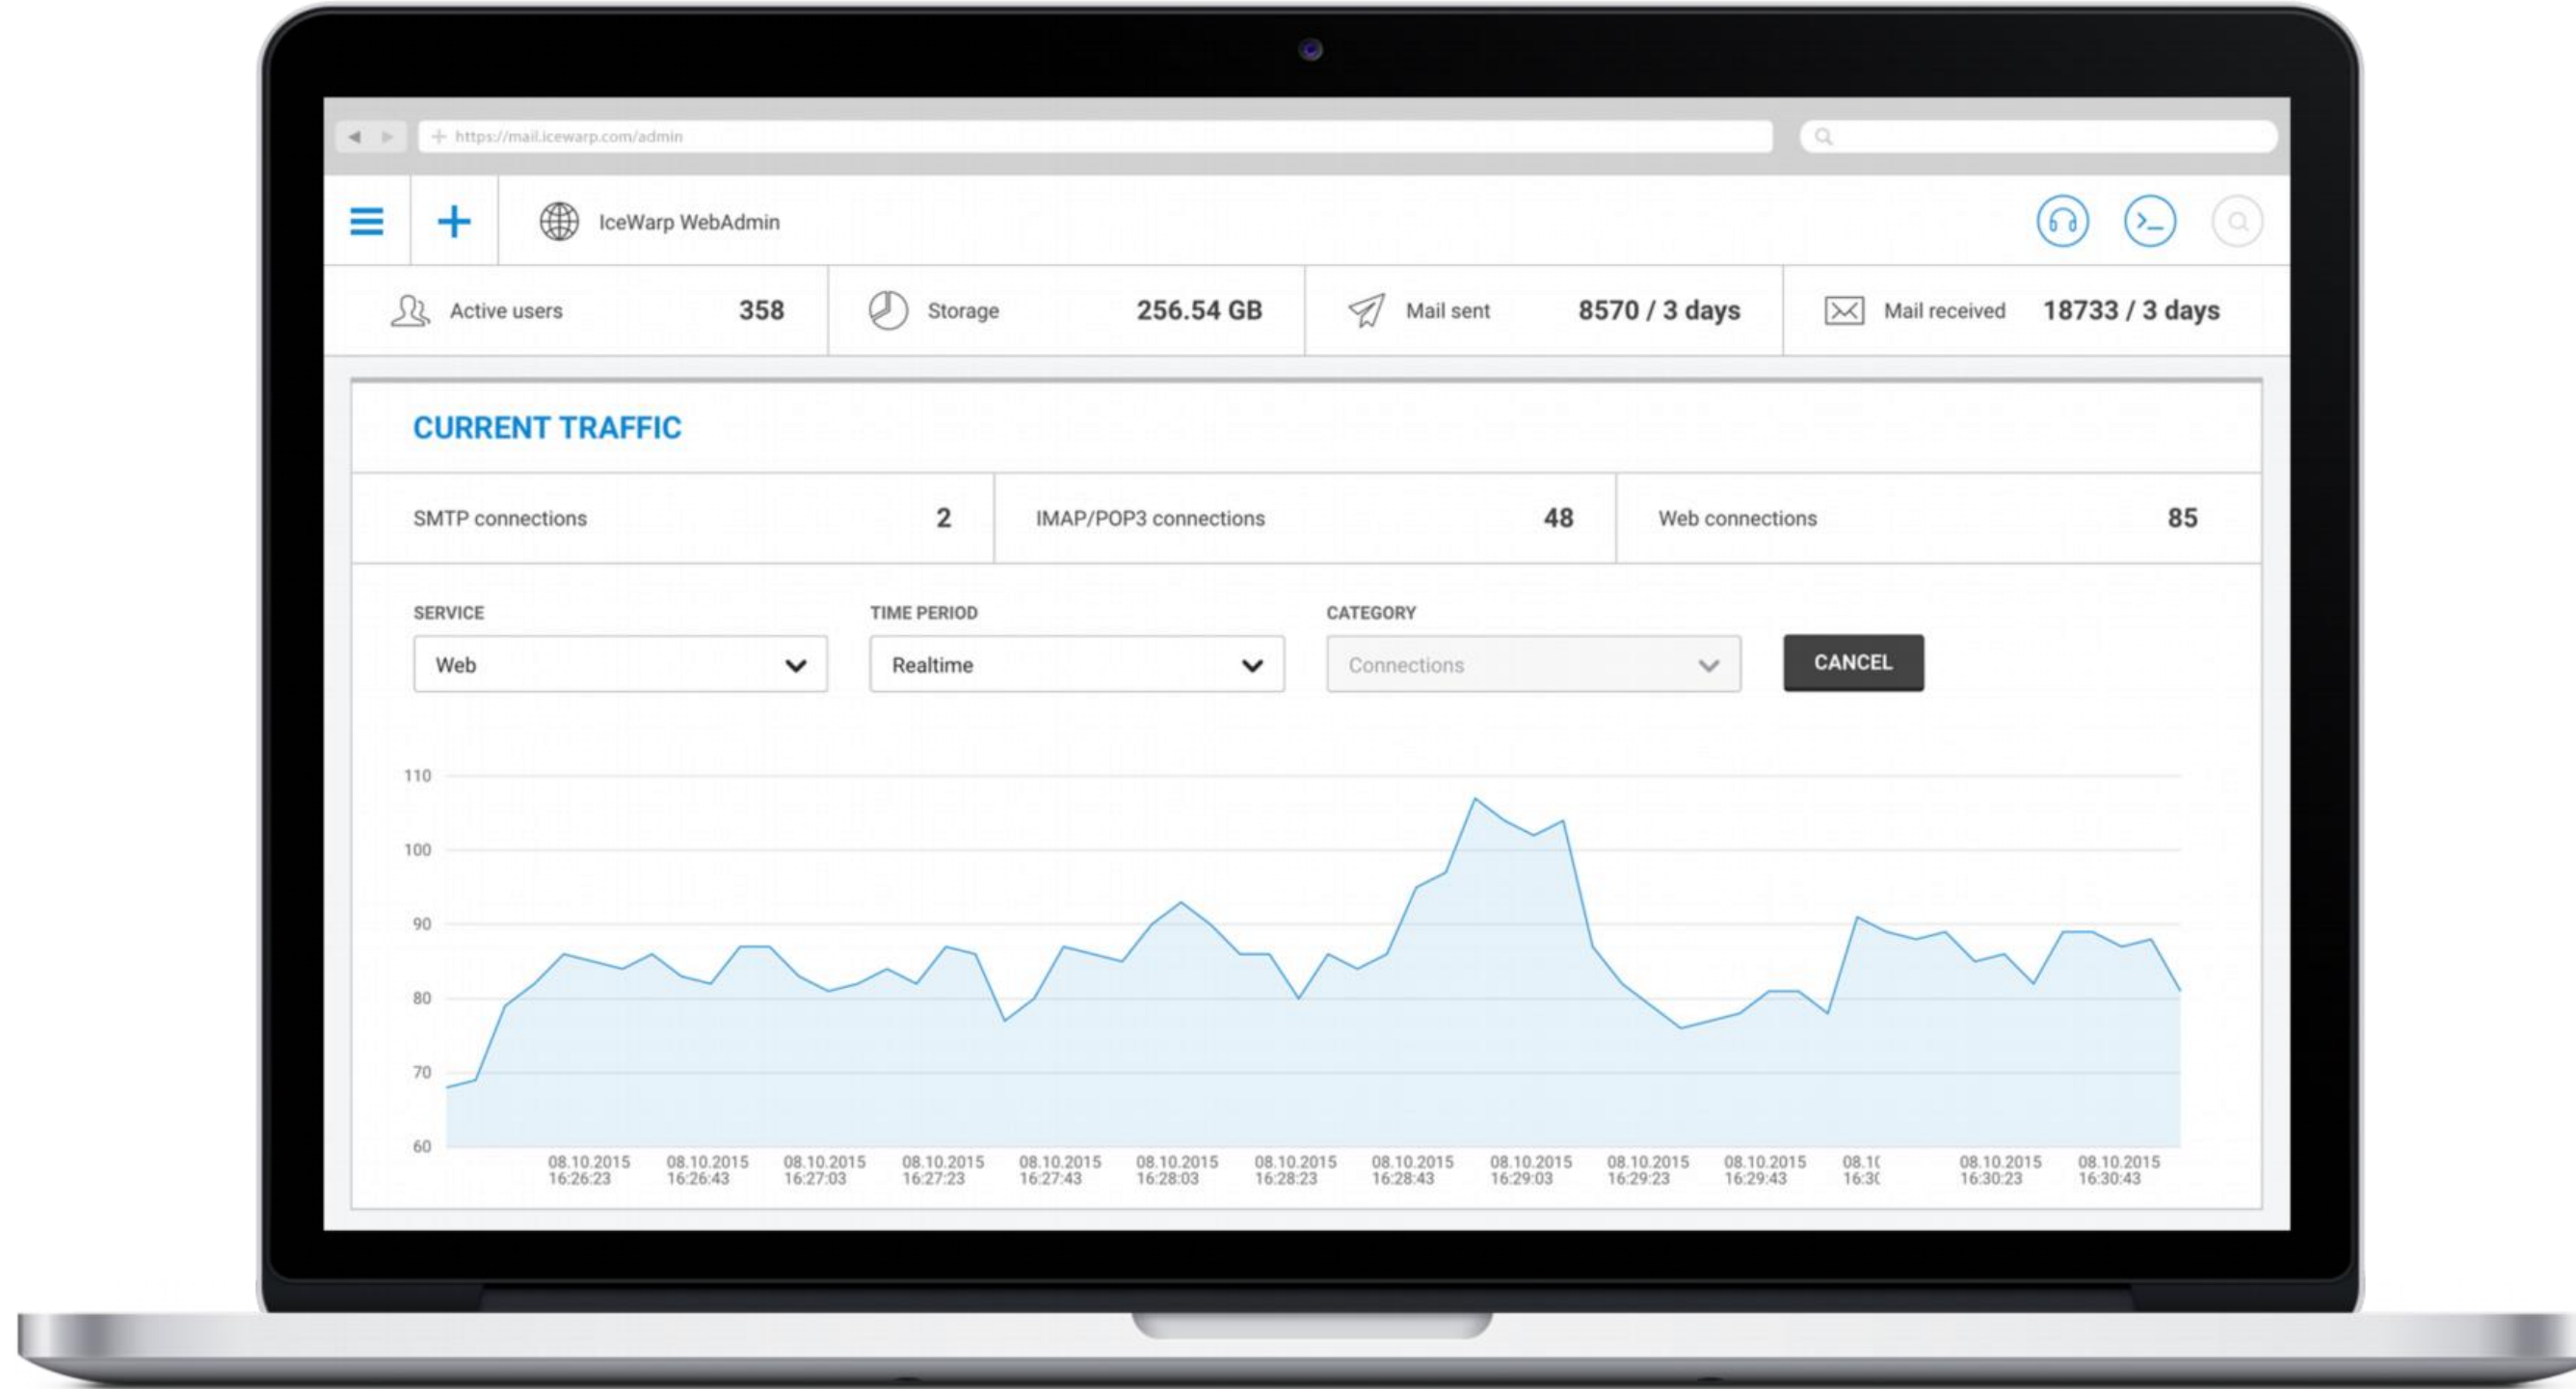 https://mail.icewarp.com/admin
IceWarp WebAdmin
Active users 358 Storage 256.54 GB Mail sent 8570 / 3 days Mail received 18733 / 3 days
CURRENT TRAFFIC
SMTP connections 2 IMAP/POP3 connections 48 Web connections 85
SERVICE TIME PERIOD CATEGORY
Web Realtime Connections CANCEL
110
100
90
80
70
60
08.10.2015 08.10.2015 08.10.2015 08.10.2015 08.10.2015 08.10.2015 08.10.2015 08.10.2015 08.10.2015 08.10.2015 08.10.2015 08.1 08.10.2015 08.10.2015
16:26:23 16:26:43 16:27:03 16:27:23 16:27:43 16:28:03 16:28:23 16:28:43 16:29:03 16:29:23 16:29:43 16:3 16:30:23 16:30:43